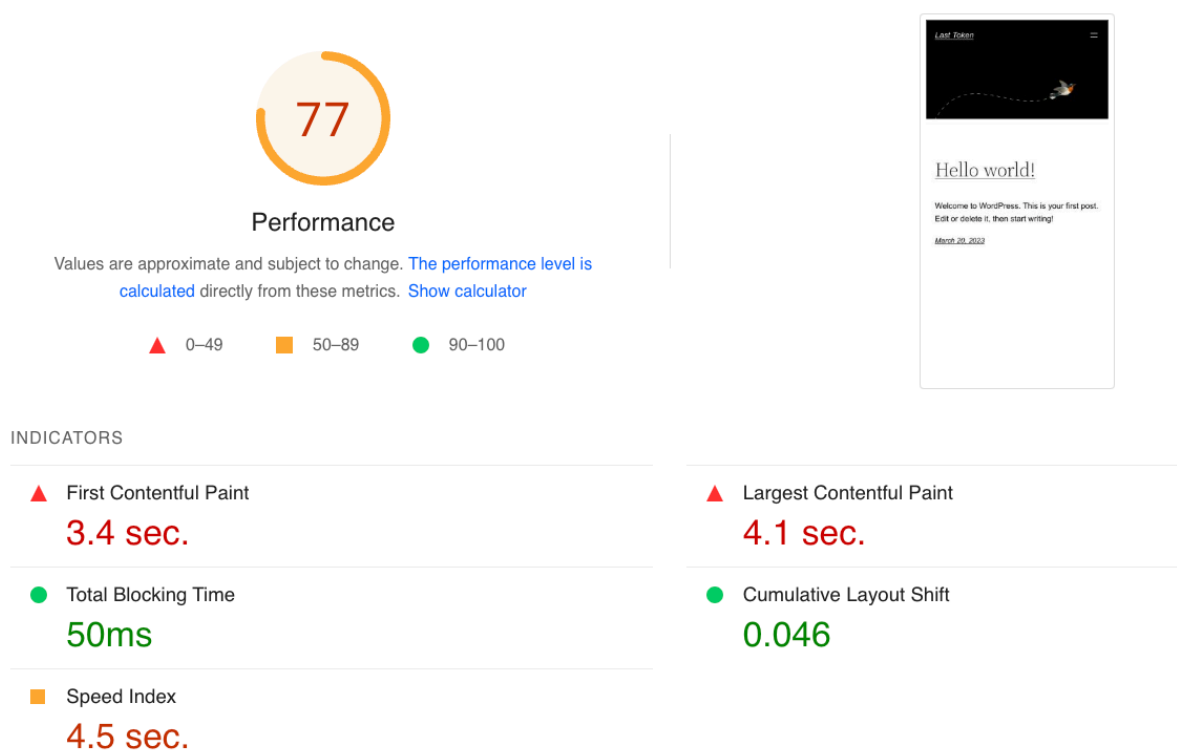 77
Performance
Values are approximate and subject to change. The performance level is
calculated directly from these metrics. Show calculator
0–49
50–89
90–100
Last Token
Hello world!
Welcome to WordPress. This is your first post.
Edit or delete it, then start writing!
March 20, 2023
INDICATORS
First Contentful Paint
3.4 sec.
Largest Contentful Paint
4.1 sec.
Total Blocking Time
50ms
Cumulative Layout Shift
0.046
Speed Index
4.5 sec.